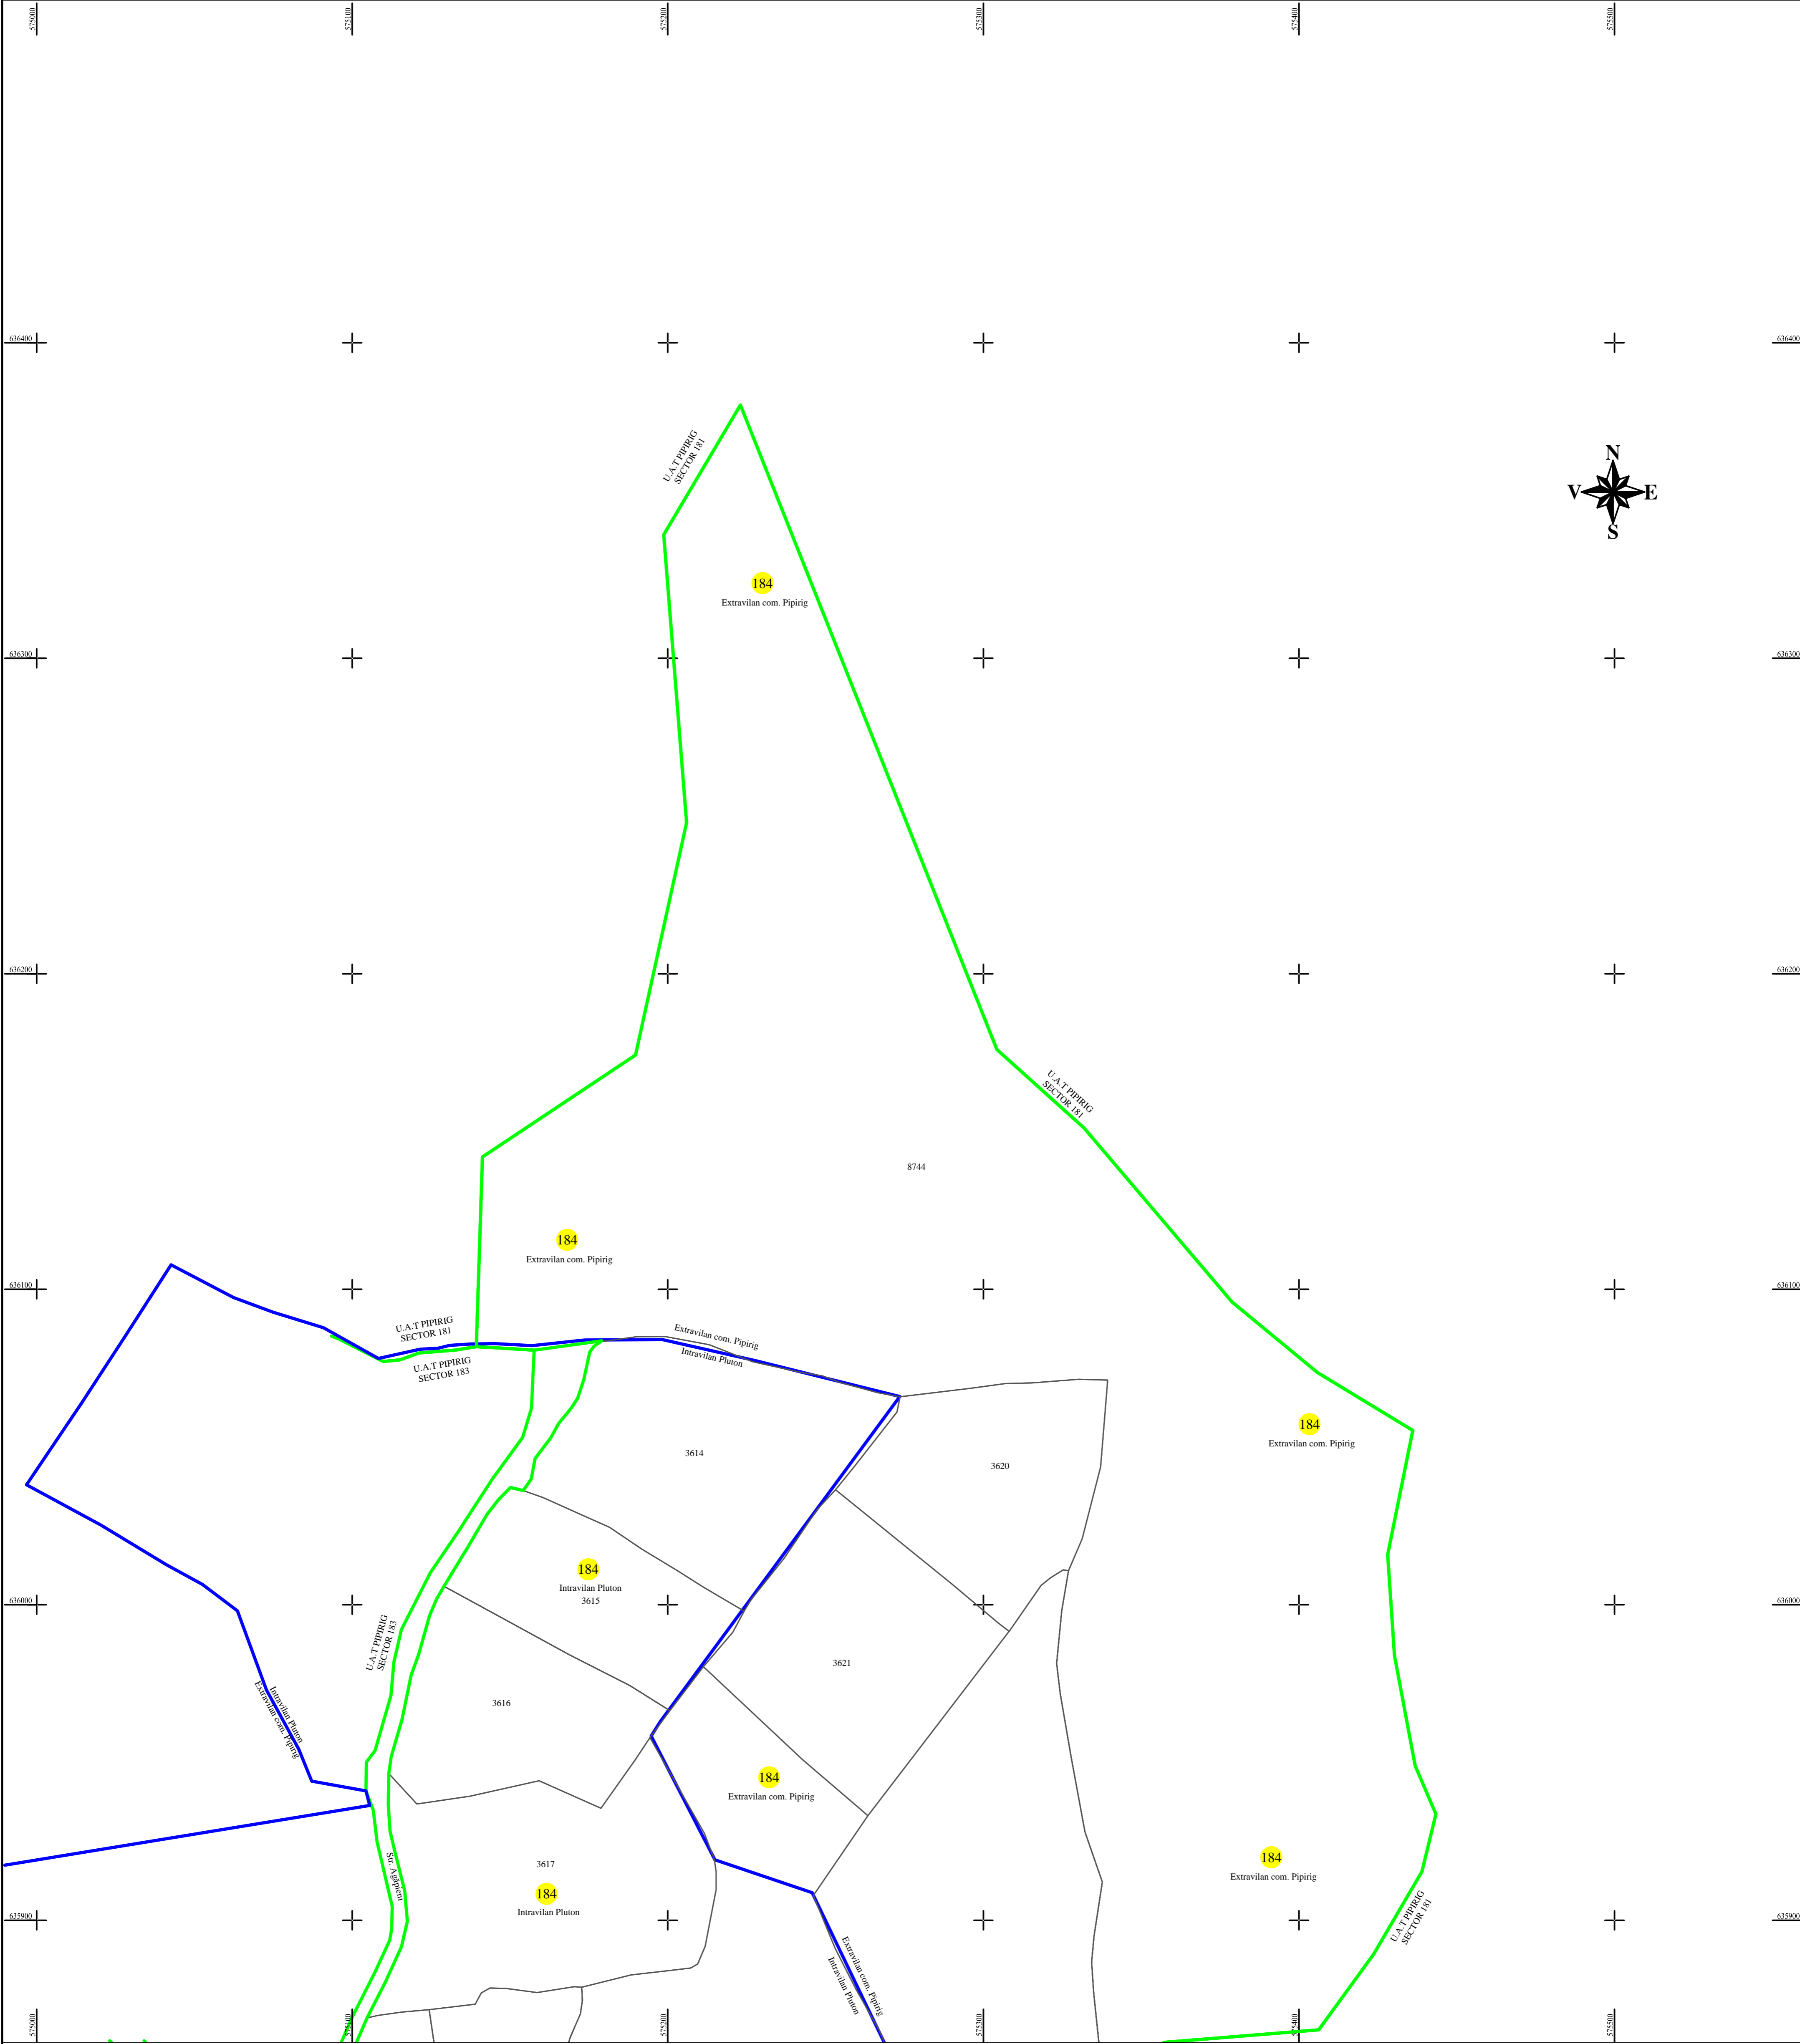 575000
575100
575200
575300
575400
575500
636400
636400
U.A.T PIPIRIG
SECTOR 181
N
V
E
S
184
Extravilan com. Pipirig
636300
636300
636200
636200
U.A.T PIPIRIG
SECTOR 181
8744
184
Extravilan com. Pipirig
636100
636100
U.A.T PIPIRIG
SECTOR 181
U.A.T PIPIRIG
SECTOR 183
Extravilan com. Pipirig
Intravilan Pluton
3614
3620
184
Extravilan com. Pipirig
184
Intravilan Pluton
3615
636000
636000
U.A.T PIPIRIG
SECTOR 183
3621
3616
Intravilan Pluton
Extravilan com. Pipirig
184
Extravilan com. Pipirig
Str. Agăpieni
3617
184
Intravilan Pluton
184
Extravilan com. Pipirig
U.A.T PIPIRIG
SECTOR 181
635900
635900
Extravilan com. Pipirig
Intravilan Pluton
575000
575100
575200
575300
575400
575500